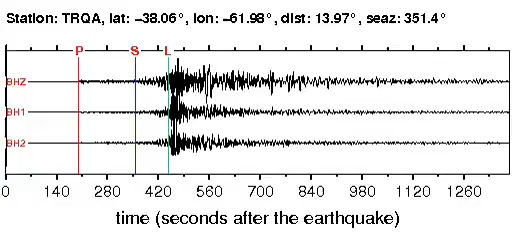 Station: TRQA, lat: −38.06°, lon: −61.98°, dist: 13.97°, seaz: 351.4°
P S L
BHZ
BH1
BH2
0 140 280 420 560 700 840 980 1120 1260
time (seconds after the earthquake)